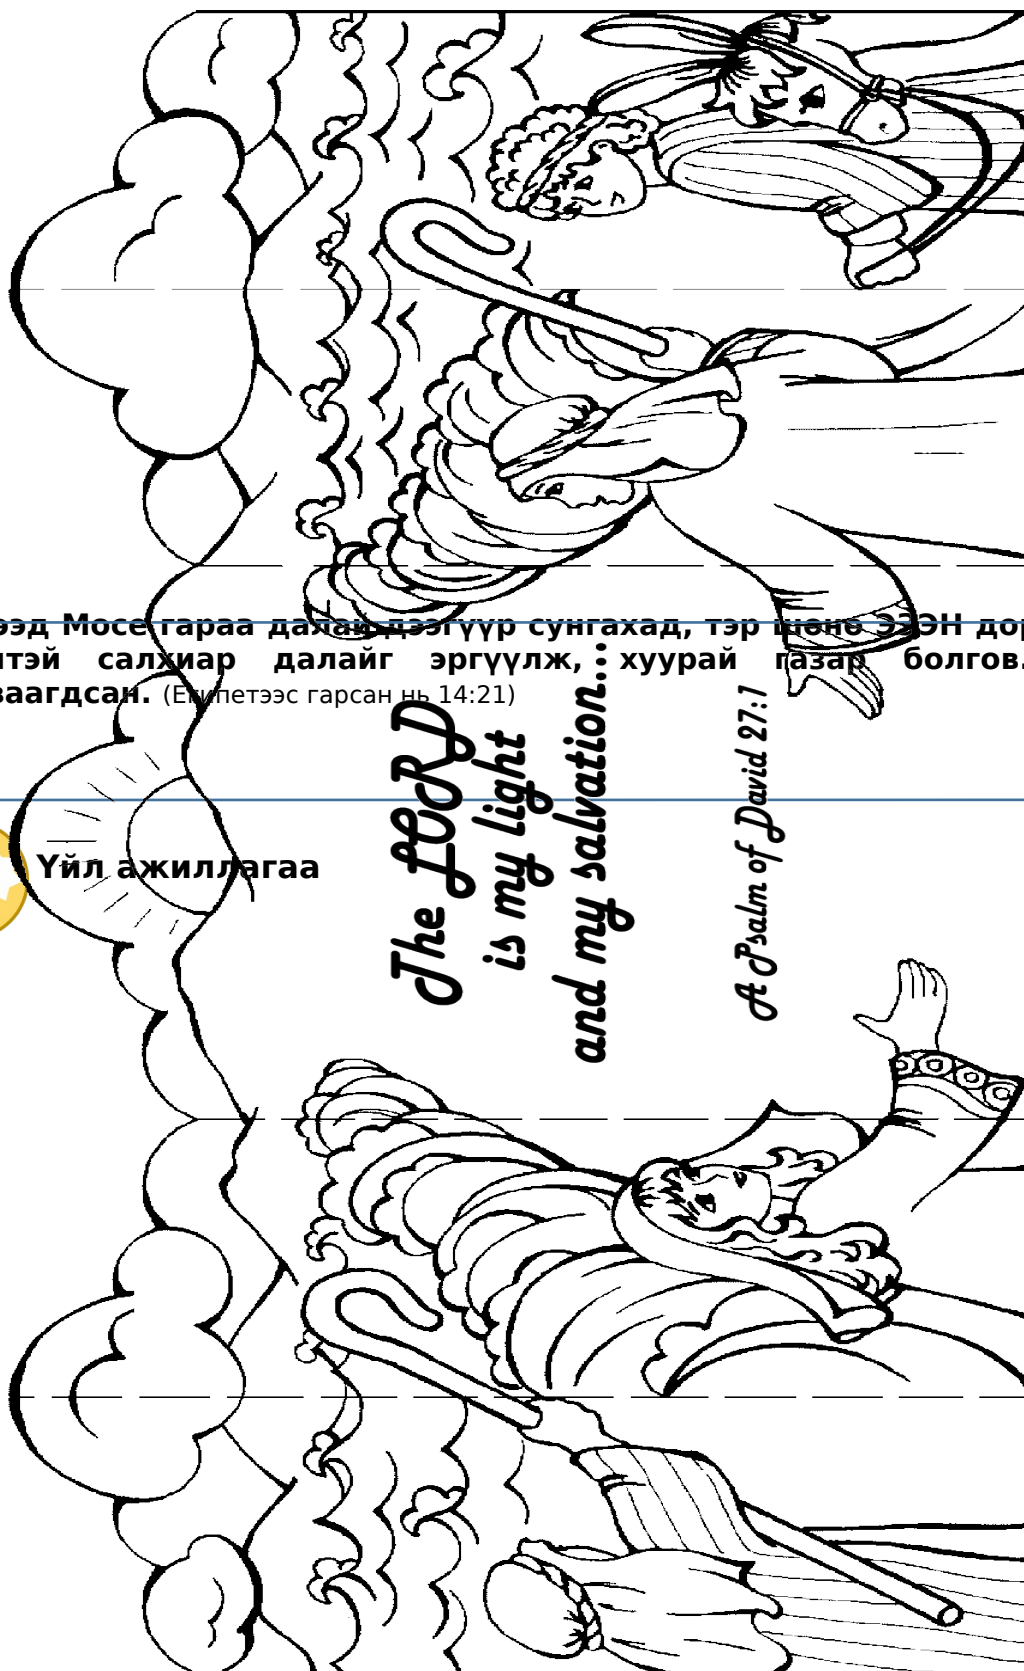 Мосе гараа далай дээгүүр сунгахад, тэр шөнө ЭЗЭН
салхиар далайг эргүүлж, хуурай газар болгов.
(Египетээс гарсан нь 14:21)
Үйл ажиллагаа
The LORD
is my light
and my salvation...
A Psalm of David 27:1